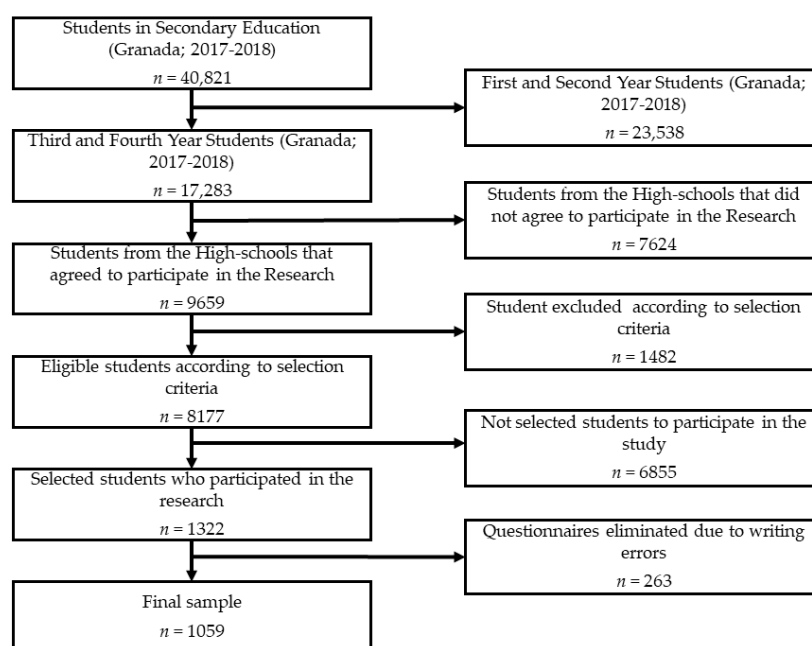 Students in Secondary Education
(Granada; 2017-2018)
n = 40,821
First and Second Year Students (Granada;
2017-2018)
n = 23,538
Third and Fourth Year Students (Granada;
2017-2018)
n = 17,283
Students from the High-schools that did
not agree to participate in the Research
n = 7624
Students from the High-schools that
agreed to participate in the Research
n = 9659
Student excluded according to selection
criteria
n = 1482
Eligible students according to selection
criteria
n = 8177
Not selected students to participate in the
study
n = 6855
Selected students who participated in the
research
n = 1322
Questionnaires eliminated due to writing
errors
n = 263
Final sample
n = 1059